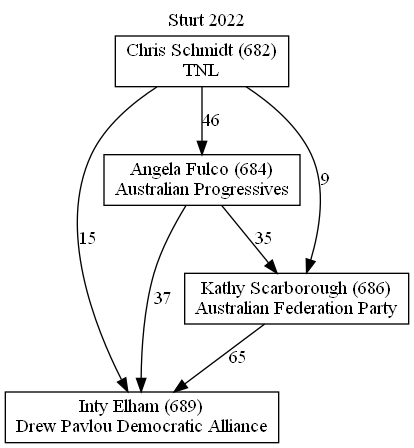 Sturt 2022
Chris Schmidt (682)
TNL
46
Angela Fulco (684)
Australian Progressives
9
15
37
35
Kathy Scarborough (686)
Australian Federation Party
65
Inty Elham (689)
Drew Pavlou Democratic Alliance